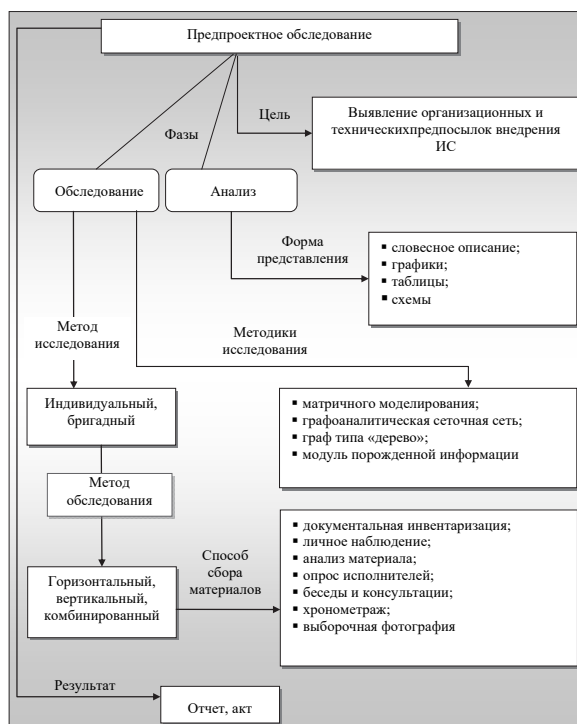 Предпроектное обследование
Цель
Выявление организационных и
техническихпредпосылок внедрения
ИС
Фазы
Обследование
Анализ
Форма
представления
▪ словесное описание;
▪ графики;
▪ таблицы;
▪ схемы
Метод
исследования
Методики
исследования
Индивидуальный,
бригадный
▪ матричного моделирования;
▪ графоаналитическая сеточная сеть;
▪ граф типа «дерево»;
▪ модуль порожденной информации
Метод
обследования
Горизонтальный,
вертикальный,
комбинированный
Способ
сбора
материалов
▪ документальная инвентаризация;
▪ личное наблюдение;
▪ анализ материала;
▪ опрос исполнителей;
▪ беседы и консультации;
▪ хронометраж;
▪ выборочная фотография
Результат
Отчет, акт